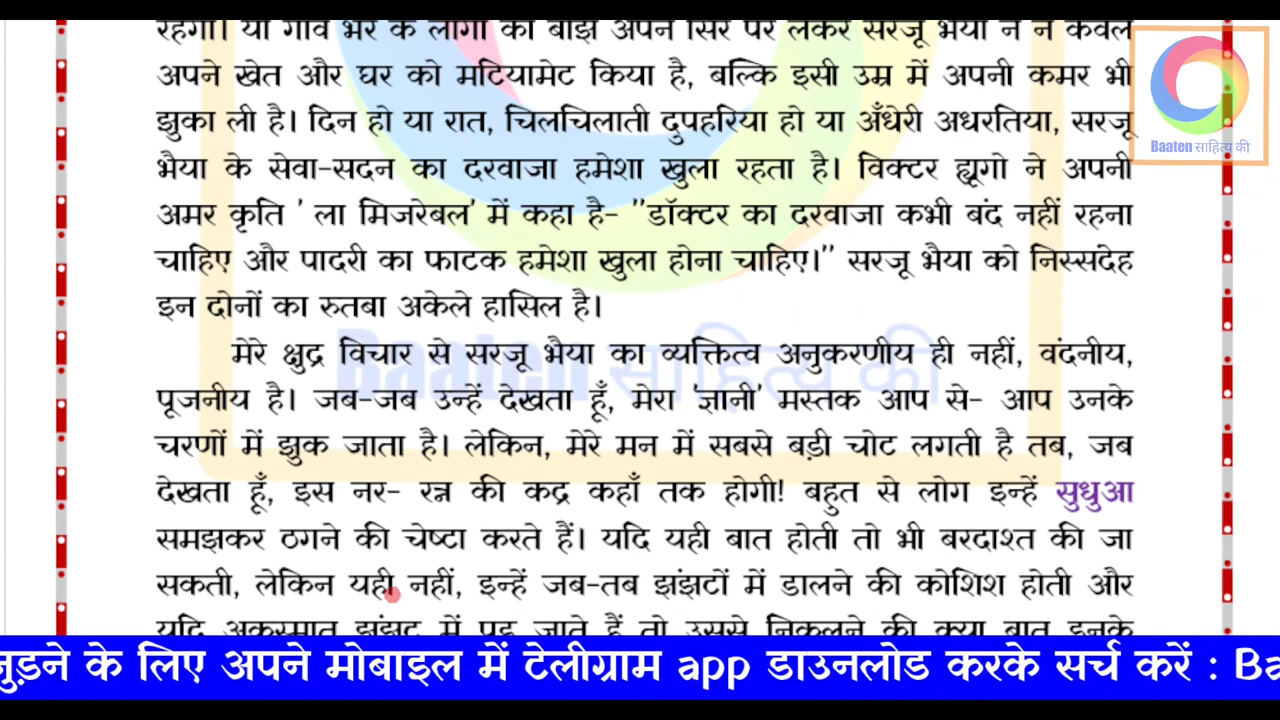 रहेगा। यों गाँव भर के लोगों का बोझ अपने सिर पर लेकर सरजू भैया ने न केवल
अपने खेत और घर को मटियामेट किया है, बल्कि इसी उम्र में अपनी कमर भी
झुका ली है। दिन हो या रात, चिलचिलाती दुपहरिया हो या अँधेरी अधरतिया, सरजू
भैया के सेवा-सदन का दरवाजा हमेशा खुला रहता है। विक्टर ह्यूगो ने अपनी
अमर कृति ' ला मिजरेबल' में कहा है- "डॉक्टर का दरवाजा कभी बंद नहीं रहना
चाहिए और पादरी का फाटक हमेशा खुला होना चाहिए।" सरजू भैया को निस्सदेह
इन दोनों का रुतबा अकेले हासिल है।
मेरे क्षुद्र विचार से सरजू भैया का व्यक्तित्व अनुकरणीय ही नहीं, वंदनीय,
पूजनीय है। जब-जब उन्हें देखता हूँ, मेरा 'ज्ञानी' मस्तक आप से- आप उनके
चरणों में झुक जाता है। लेकिन, मेरे मन में सबसे बड़ी चोट लगती है तब, जब
देखता हूँ, इस नर- रत्न की कद्र कहाँ तक होगी! बहुत से लोग इन्हें सुधुआ
समझकर ठगने की चेष्टा करते हैं। यदि यही बात होती तो भी बरदाश्त की जा
सकती, लेकिन यही नहीं, इन्हें जब-तब झंझटों में डालने की कोशिश होती और
यदि अकस्मात झंझट में पड़ जाते हैं तो उससे निकलने की क्या बात इनके
जुड़ने के लिए अपने मोबाइल में टेलीग्राम app डाउनलोड करके सर्च करें : Ba
Baaten साहित्य की
Baaten साहित्य की